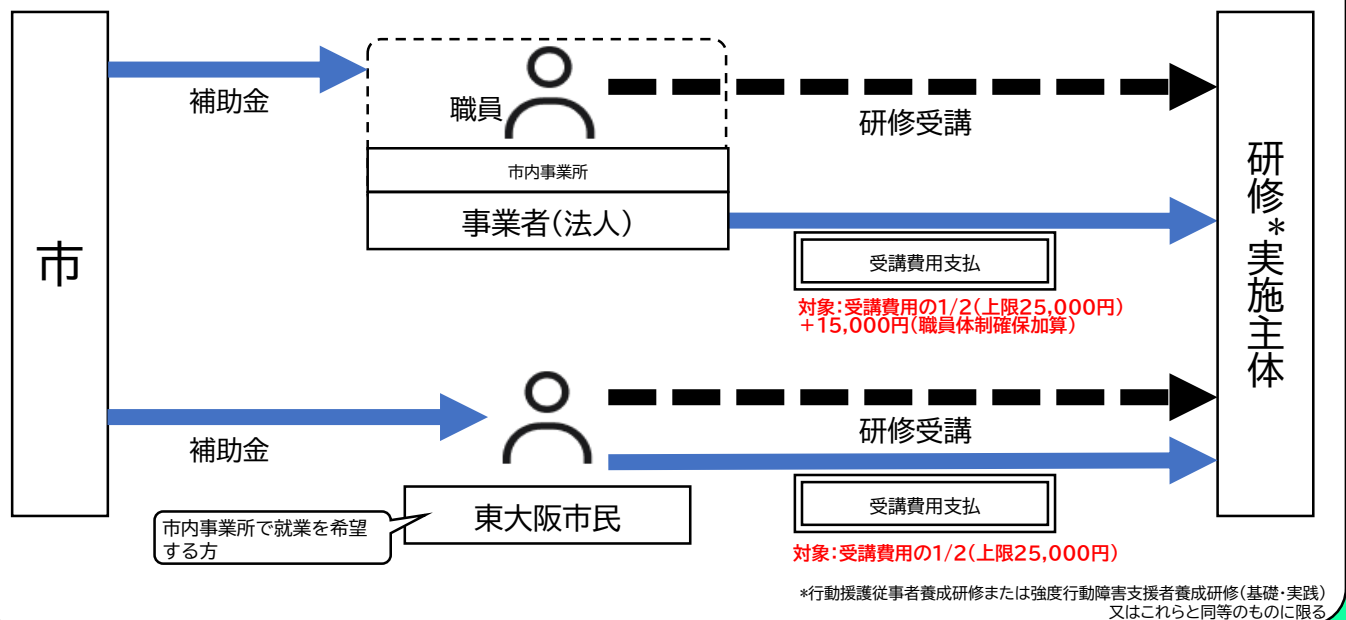 市
補助金
職員
研修受講
市内事業所
事業者(法人)
受講費用支払
対象:受講費用の1/2(上限25,000円)
+15,000円(職員体制確保加算)
研修*実施主体
補助金
研修受講
東大阪市民
市内事業所で就業を希望
する方
受講費用支払
対象:受講費用の1/2(上限25,000円)
*行動援護従事者養成研修または強度行動障害支援者養成研修(基礎・実践)
又はこれらと同等のものに限る